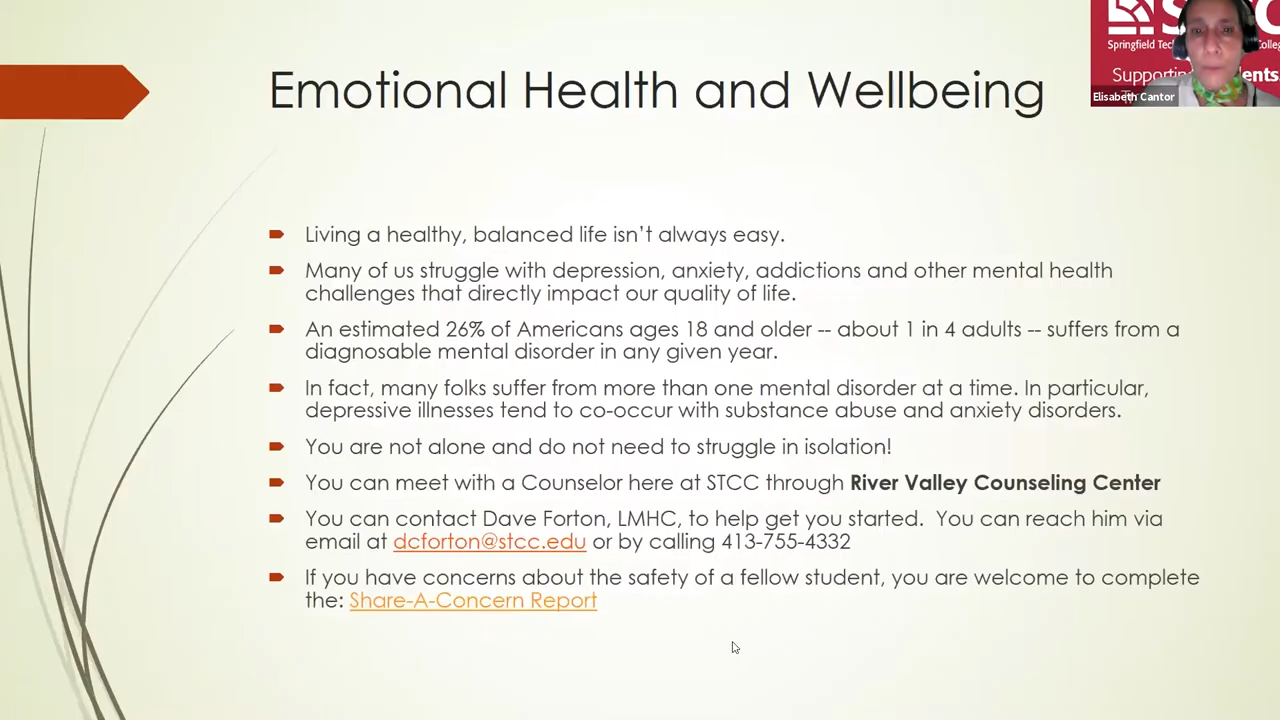 Emotional Health and Wellbeing
Springfield Tec
Colle
Supporti
ents
Elisabeth Cantor
Living a healthy, balanced life isn’t always easy.
Many of us struggle with depression, anxiety, addictions and other mental health
challenges that directly impact our quality of life.
An estimated 26% of Americans ages 18 and older -- about 1 in 4 adults -- suffers from a
diagnosable mental disorder in any given year.
In fact, many folks suffer from more than one mental disorder at a time. In particular,
depressive illnesses tend to co-occur with substance abuse and anxiety disorders.
You are not alone and do not need to struggle in isolation!
You can meet with a Counselor here at STCC through River Valley Counseling Center
You can contact Dave Forton, LMHC, to help get you started.  You can reach him via
email at dcforton@stcc.edu or by calling 413-755-4332
If you have concerns about the safety of a fellow student, you are welcome to complete
the: Share-A-Concern Report